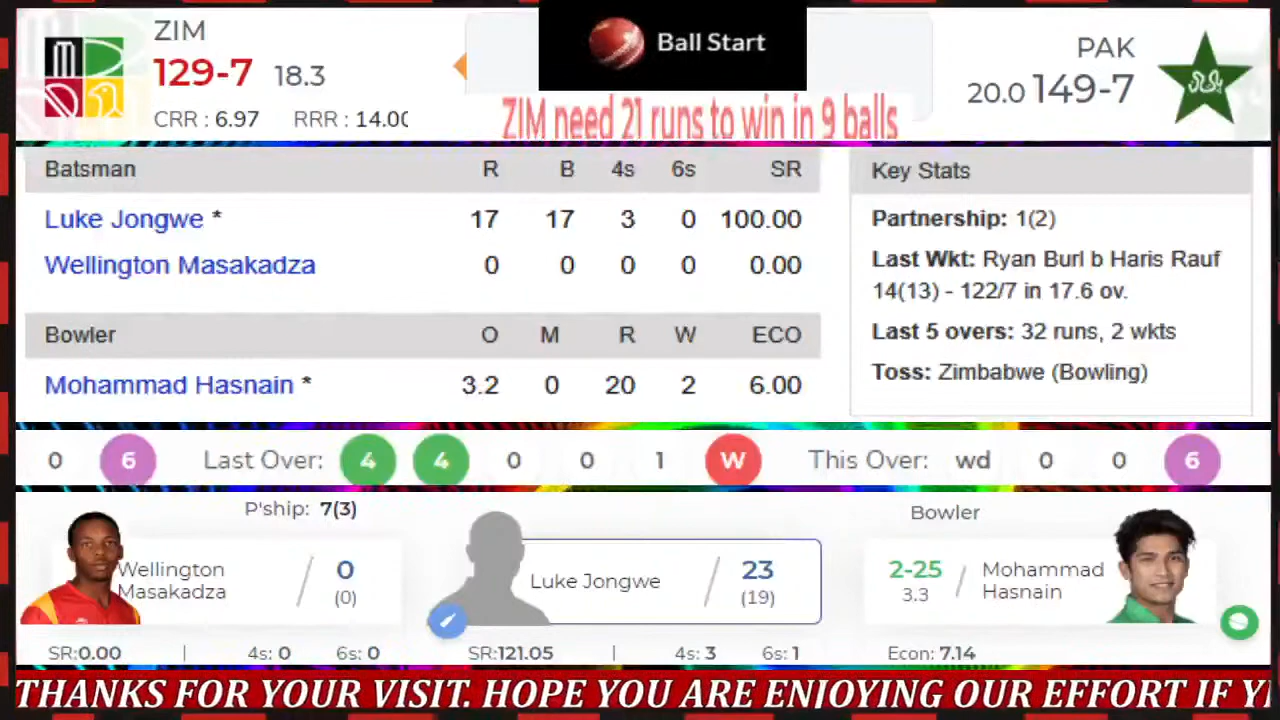 ZIM
129-7 18.3
CRR : 6.97 RRR : 14.00
Ball Start
ZIM need 21 runs to win in 9 balls
PAK
20.0 149-7
Batsman R B 4s 6s SR
Luke Jongwe * 17 17 3 0 100.00
Wellington Masakadza 0 0 0 0 0.00
Bowler O M R W ECO
Mohammad Hasnain * 3.2 0 20 2 6.00
Key Stats
Partnership: 1(2)
Last Wkt: Ryan Burl b Haris Rauf
14(13) - 122/7 in 17.6 ov.
Last 5 overs: 32 runs, 2 wkts
Toss: Zimbabwe (Bowling)
0 6 Last Over: 4 4 0 0 1 W This Over: wd 0 0 6
P'ship: 7(3)
Wellington
Masakadza
0
(0)
SR:0.00 | 4s: 0 6s: 0
Luke Jongwe
23
(19)
SR:121.05 | 4s: 3 6s: 1
Bowler
2-25
3.3
Mohammad
Hasnain
Econ: 7.14
THANKS FOR YOUR VISIT. HOPE YOU ARE ENJOYING OUR EFFORT IF